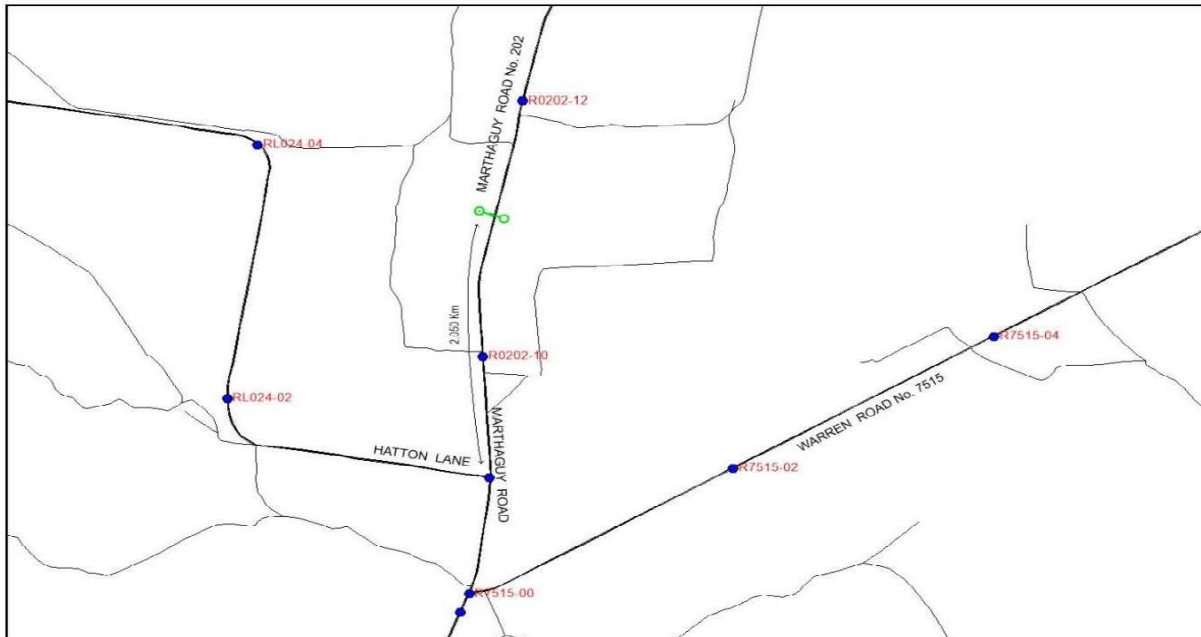 MARTHAGUY ROAD No. 202
R0202-12
RL024-04
2.050 Km
R0202-10
R7515-04
RL024-02
WARREN ROAD No. 7515
HATTON LANE
MARTHAGUY ROAD
R7515-02
R7515-00